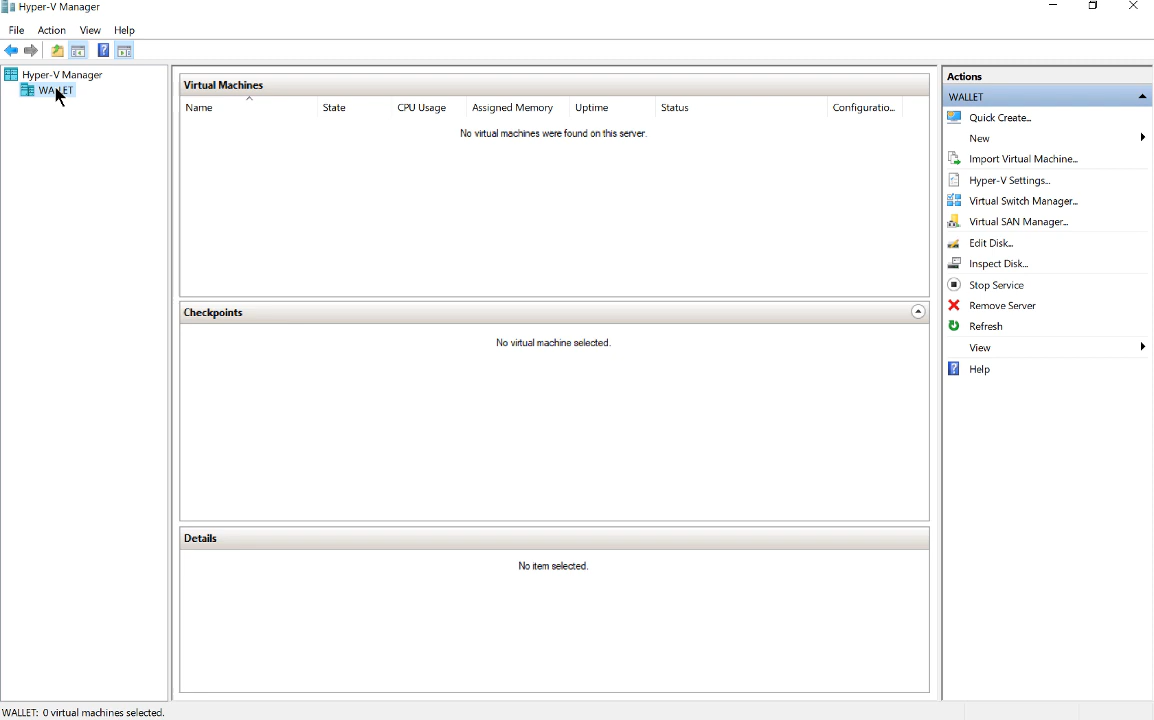 Hyper-V Manager
File Action View Help
Hyper-V Manager
WALLET
Virtual Machines
Name State CPU Usage Assigned Memory Uptime Status Configuratio...
No virtual machines were found on this server.
Checkpoints
No virtual machine selected.
Details
No item selected.
Actions
WALLET
Quick Create...
New
Import Virtual Machine...
Hyper-V Settings...
Virtual Switch Manager...
Virtual SAN Manager...
Edit Disk...
Inspect Disk...
Stop Service
Remove Server
Refresh
View
Help
WALLET: 0 virtual machines selected.